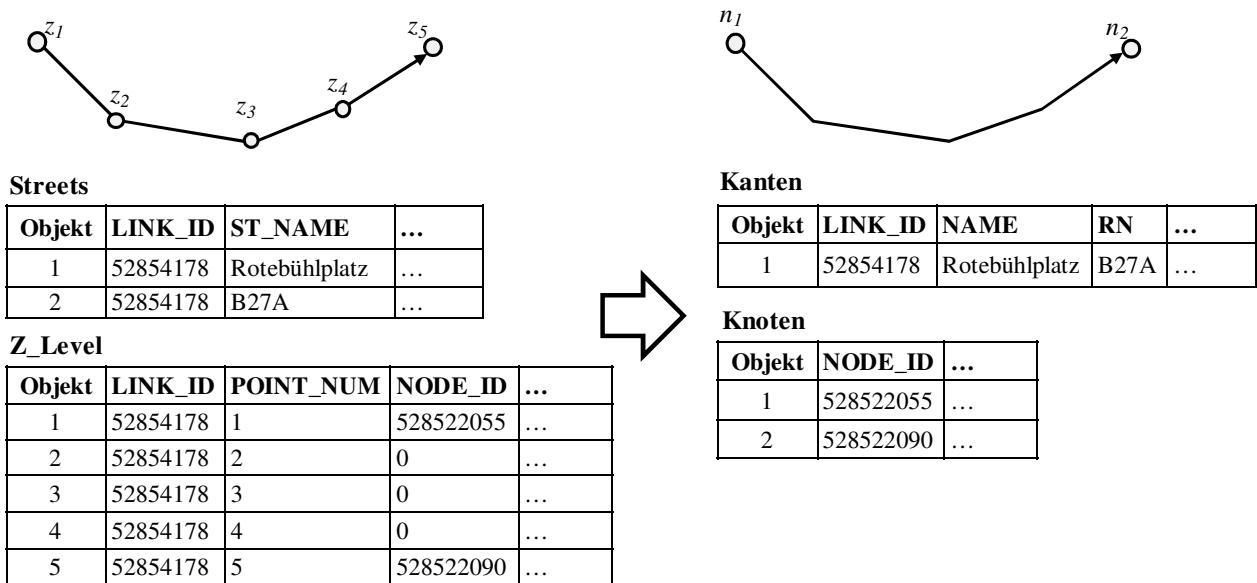 z1
z2
z3
z4
z5
Streets
Objekt LINK_ID ST_NAME …
1 52854178 Rotebühlplatz …
2 52854178 B27A …
Z_Level
Objekt LINK_ID POINT_NUM NODE_ID …
1 52854178 1 528522055 …
2 52854178 2 0 …
3 52854178 3 0 …
4 52854178 4 0 …
5 52854178 5 528522090 …
n1
n2
Kanten
Objekt LINK_ID NAME RN …
1 52854178 Rotebühlplatz B27A …
Knoten
Objekt NODE_ID …
1 528522055 …
2 528522090 …